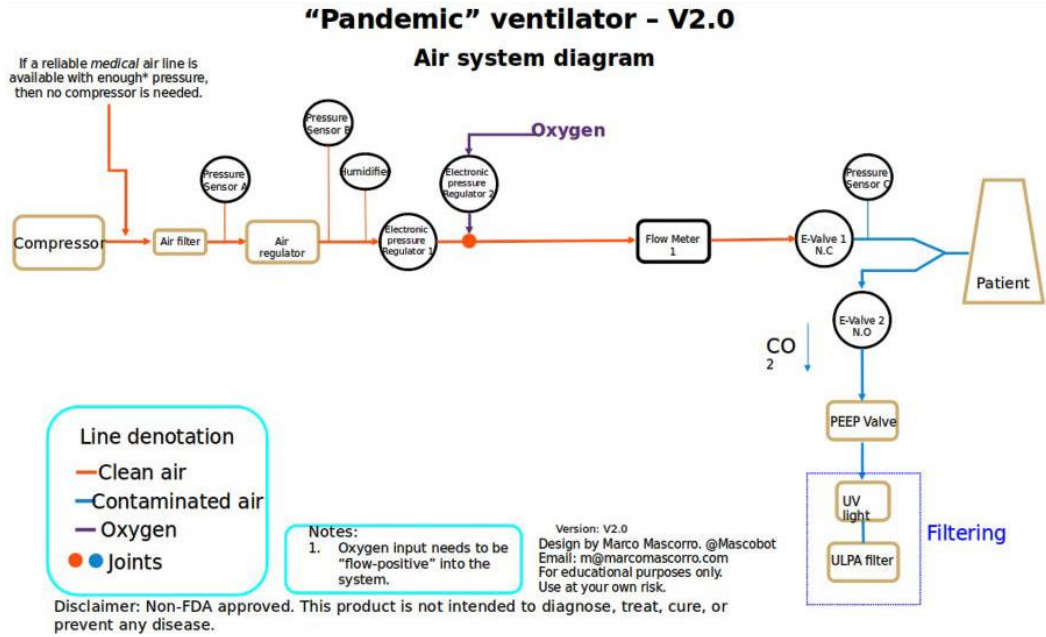 “Pandemic” ventilator – V2.0
Air system diagram
If a reliable medical air line is
available with enough* pressure,
then no compressor is needed.
Compressor
Air filter
Pressure
Sensor A
Air
regulator
Pressure
Sensor B
Humidifier
Electronic
pressure
Regulator 1
Oxygen
Electronic
pressure
Regulator 2
Flow Meter
1
E-Valve 1
N.C
Pressure
Sensor C
Patient
E-Valve 2
N.O
CO
2
PEEP Valve
UV
light
ULPA filter
Filtering
Line denotation
Clean air
Contaminated air
Oxygen
Joints
Notes:
1. Oxygen input needs to be
“flow-positive” into the
system.
Version: V2.0
Design by Marco Mascorro. @Mascobot
Email: m@marcomascorro.com
For educational purposes only.
Use at your own risk.
Disclaimer: Non-FDA approved. This product is not intended to diagnose, treat, cure, or
prevent any disease.